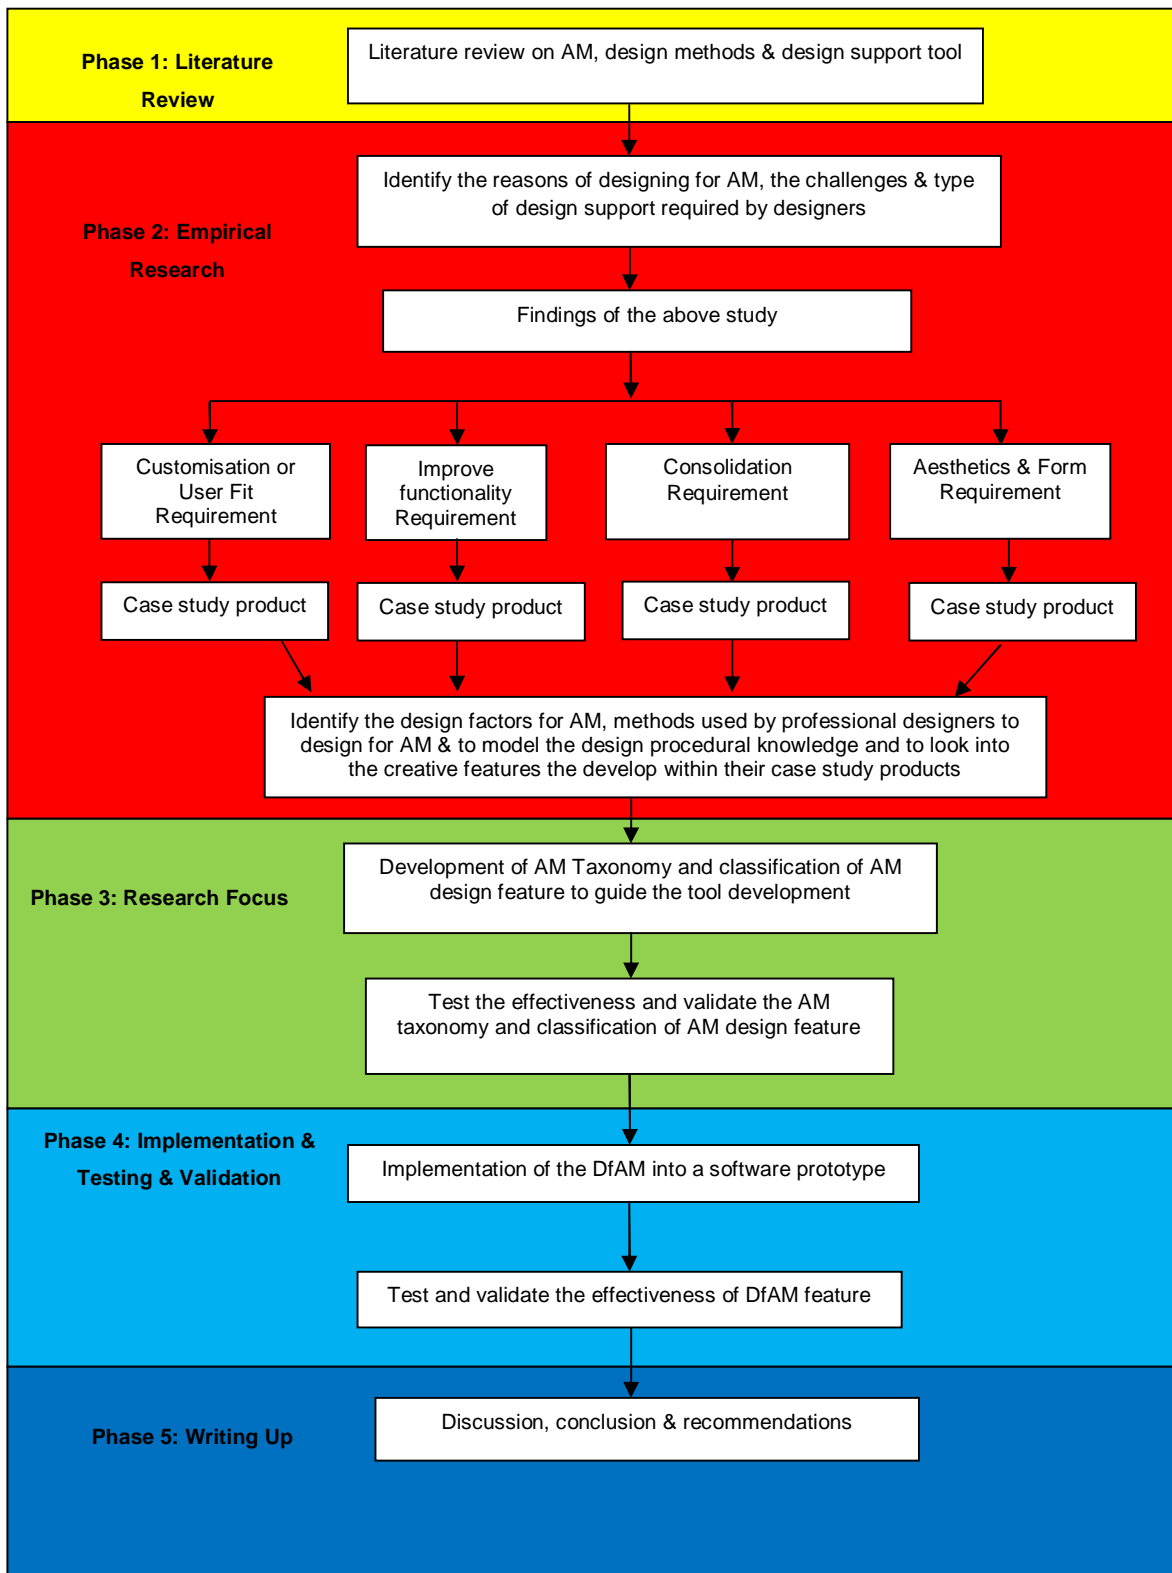 Phase 1: Literature
Review
Literature review on AM, design methods & design support tool
Phase 2: Empirical
Research
Identify the reasons of designing for AM, the challenges & type
of design support required by designers
Findings of the above study
Customisation or
User Fit
Requirement
Improve
functionality
Requirement
Consolidation
Requirement
Aesthetics & Form
Requirement
Case study product
Case study product
Case study product
Case study product
Identify the design factors for AM, methods used by professional designers to
design for AM & to model the design procedural knowledge and to look into
the creative features the develop within their case study products
Phase 3: Research Focus
Development of AM Taxonomy and classification of AM
design feature to guide the tool development
Test the effectiveness and validate the AM
taxonomy and classification of AM design feature
Phase 4: Implementation &
Testing & Validation
Implementation of the DfAM into a software prototype
Test and validate the effectiveness of DfAM feature
Phase 5: Writing Up
Discussion, conclusion & recommendations